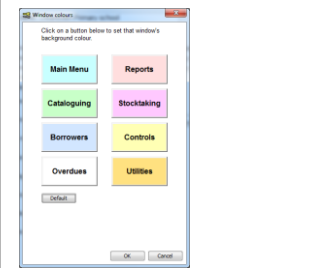 Window colours
Click on a button below to set that window's
background colour.
Main Menu
Reports
Cataloguing
Stocktaking
Borrowers
Controls
Overdues
Utilities
Default
OK
Cancel